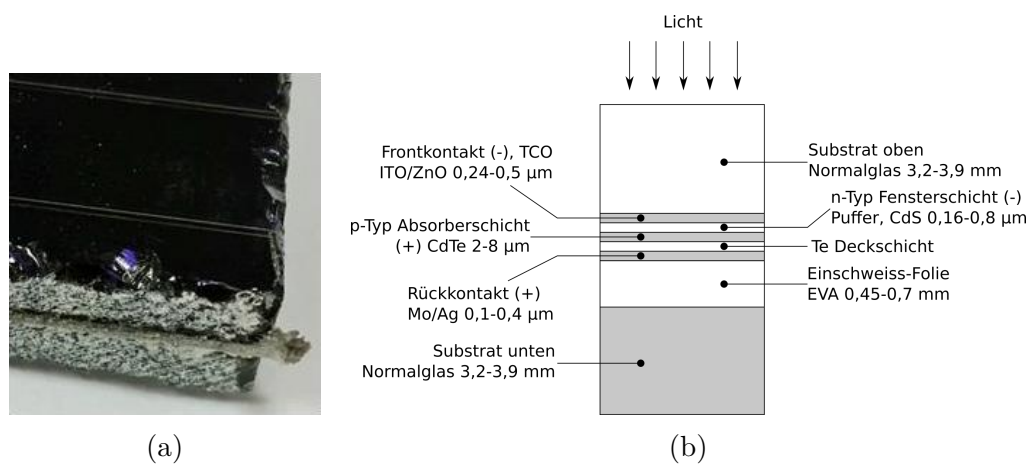 Licht
Frontkontakt (-), TCO
ITO/ZnO 0,24-0,5 µm
Substrat oben
Normalglas 3,2-3,9 mm
n-Typ Fensterschicht (-)
Puffer, CdS 0,16-0,8 µm
p-Typ Absorberschicht
(+) CdTe 2-8 µm
Te Deckschicht
Einschweiss-Folie
EVA 0,45-0,7 mm
Rückkontakt (+)
Mo/Ag 0,1-0,4 µm
Substrat unten
Normalglas 3,2-3,9 mm
(a)
(b)